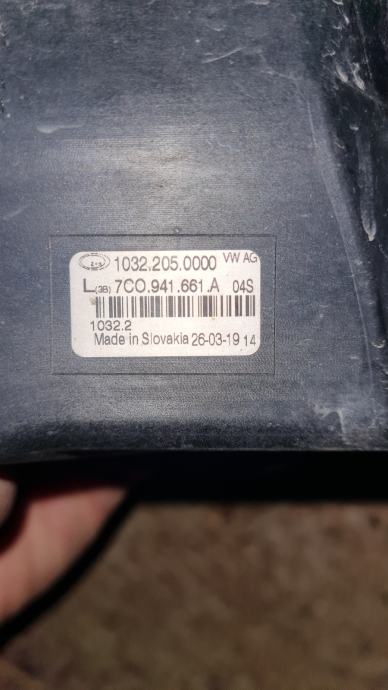 1032.205.0000 VW AG
L(3B) 7C0.941.661.A 04S
1032.2
Made in Slovakia 26-03-19 14